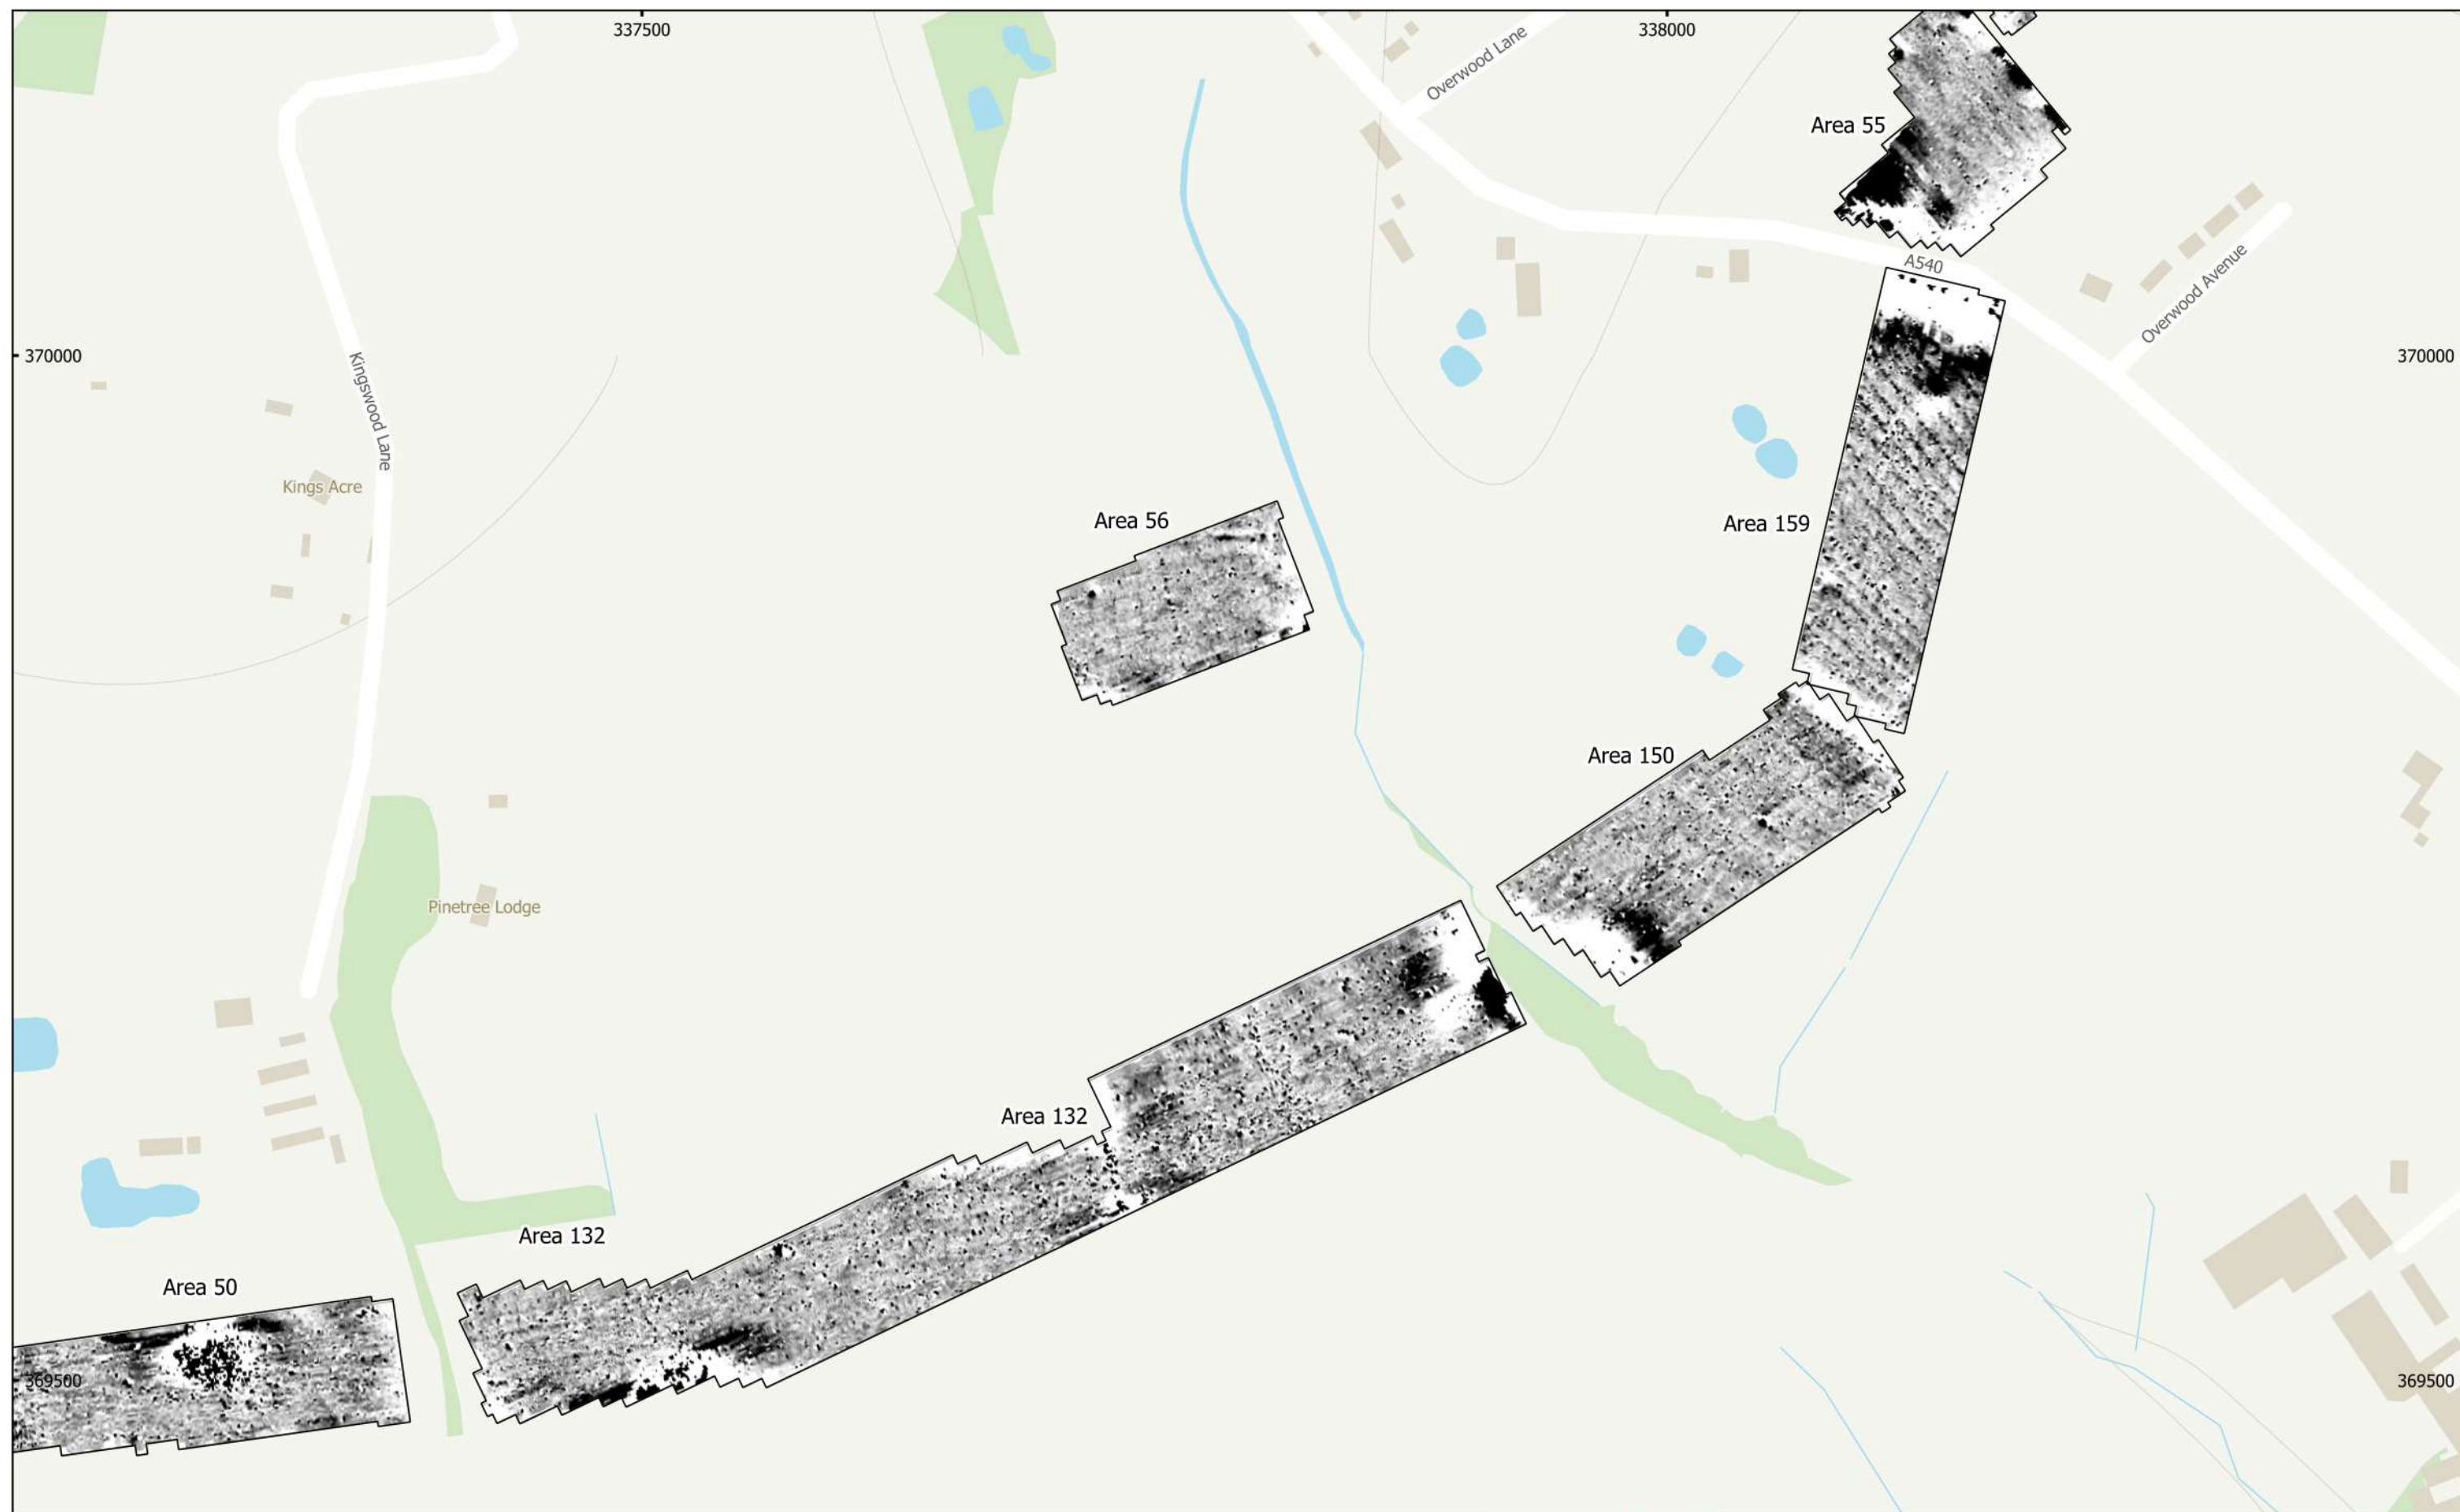 337500
338000
Overwood Lane
Area 55
A540
Overwood Avenue
370000
370000
Kingswood Lane
Kings Acre
Area 56
Area 159
Area 150
Pinetree Lodge
Area 132
Area 132
Area 50
369500
369500